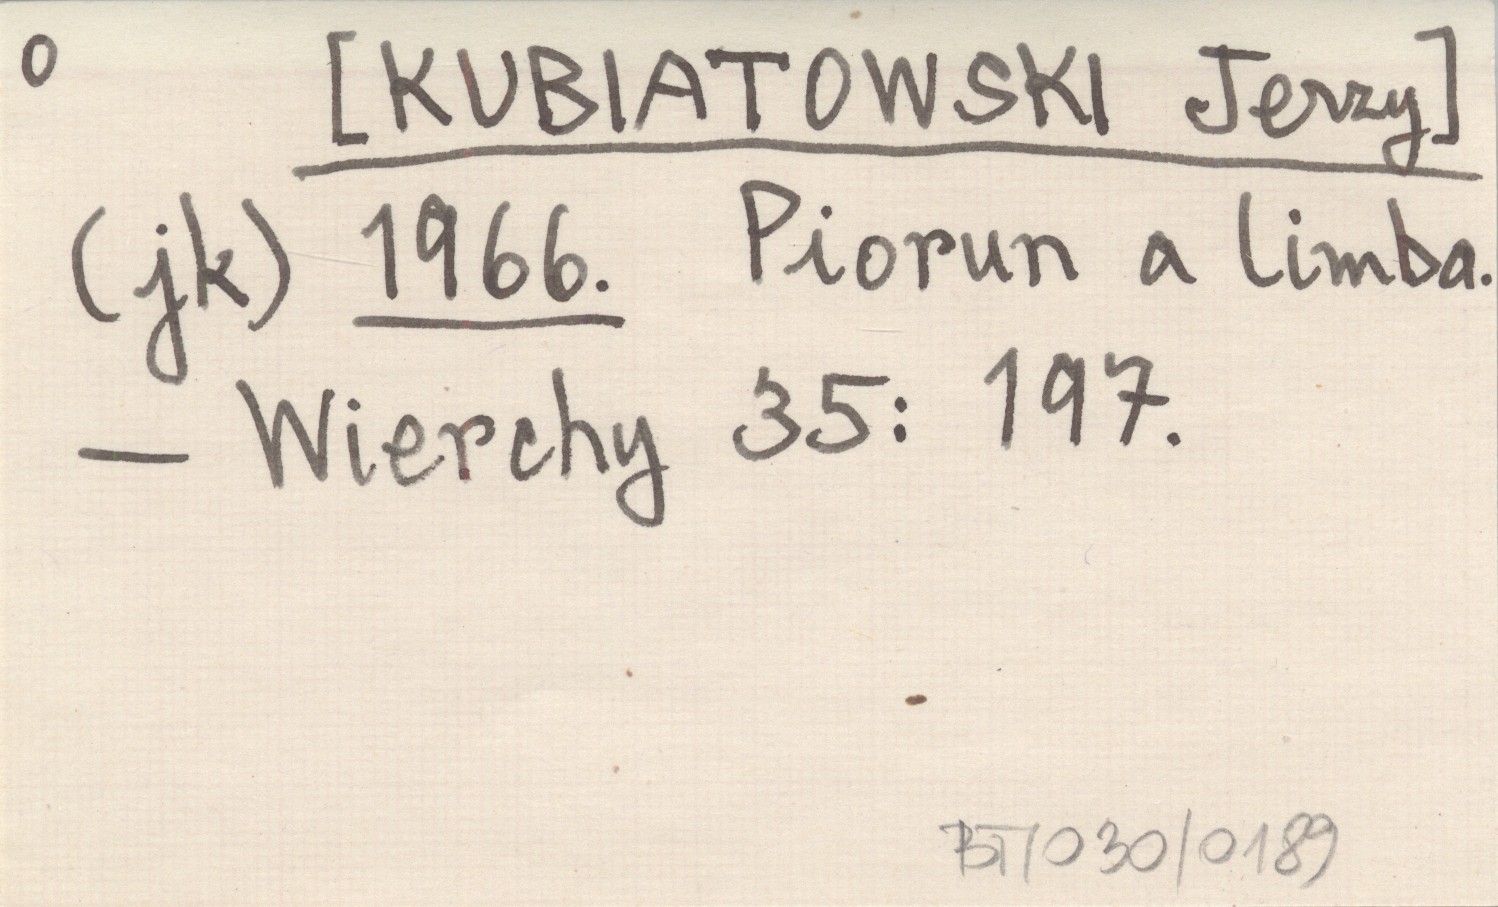 o [KUBIATOWSKI Jerzy]
(jk) 1966. Piorun a limba.
— Wierchy 35: 197.
BT/030/0189